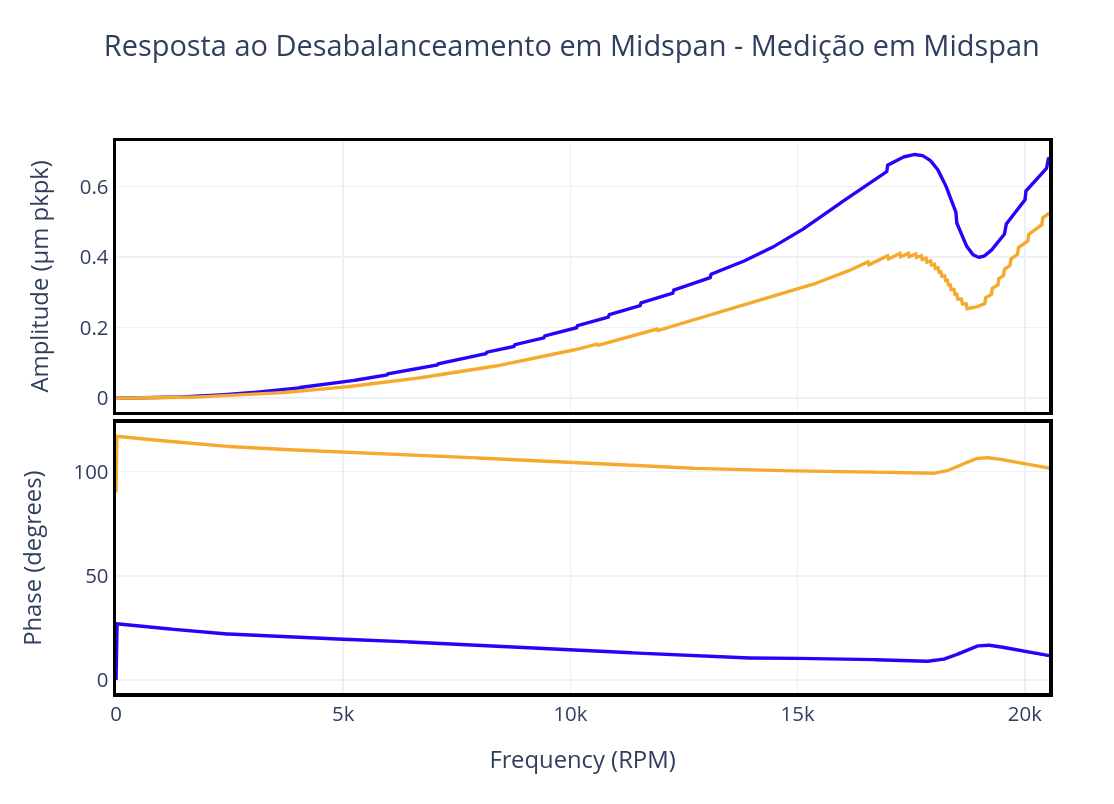 Resposta ao Desabalanceamento em Midspan - Medição em Midspan
Amplitude (μm pkpk)
0.6
0.4
0.2
0
Phase (degrees)
100
50
0
0 5k 10k 15k 20k
Frequency (RPM)